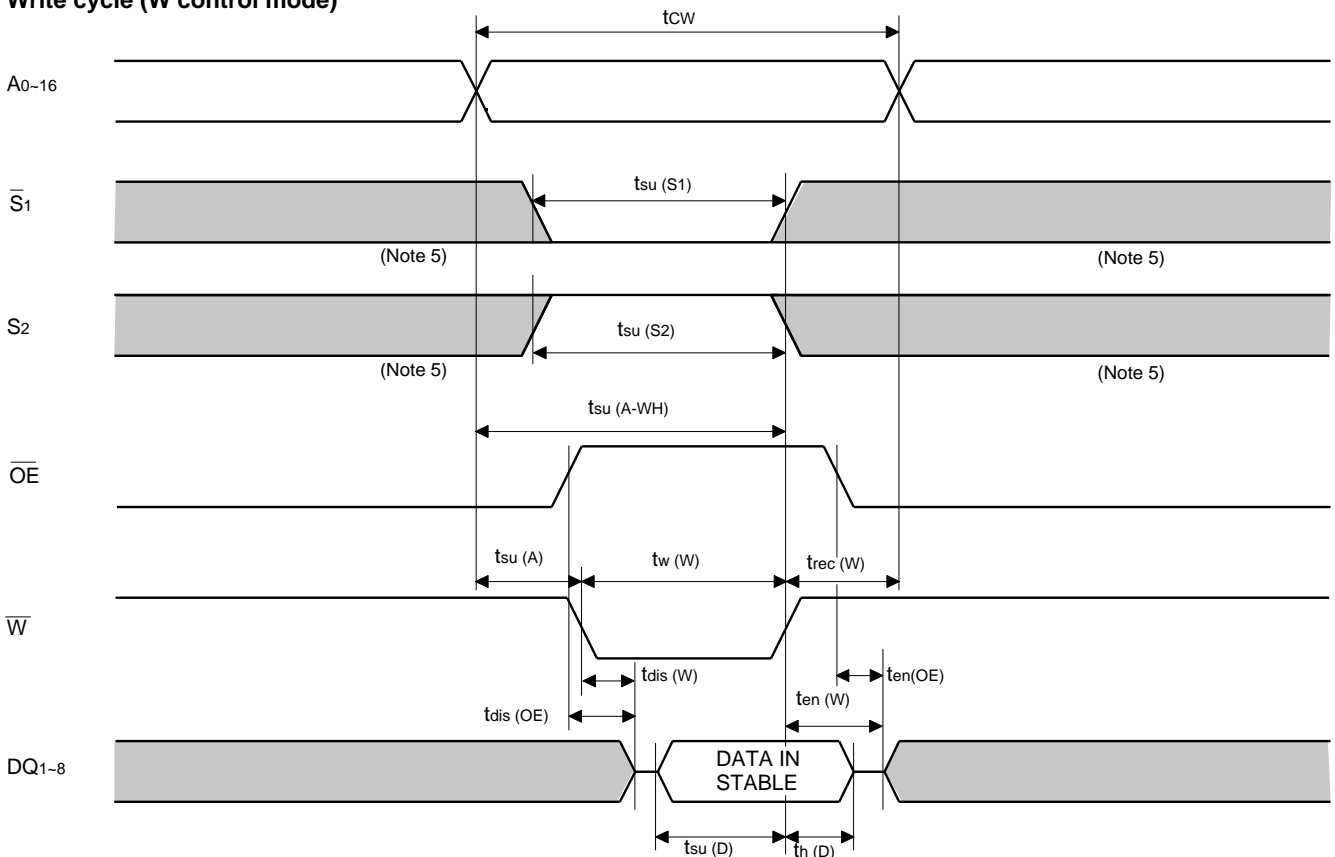 Write cycle (W control mode)
tCW
A0~16
S̅1
tsu (S1)
(Note 5)
(Note 5)
S2
tsu (S2)
(Note 5)
(Note 5)
tsu (A-WH)
O̅E̅
tsu (A)
tw (W)
trec (W)
W̅
tdis (W)
ten(OE)
tdis (OE)
ten (W)
DQ1~8
DATA IN
STABLE
tsu (D)
th (D)